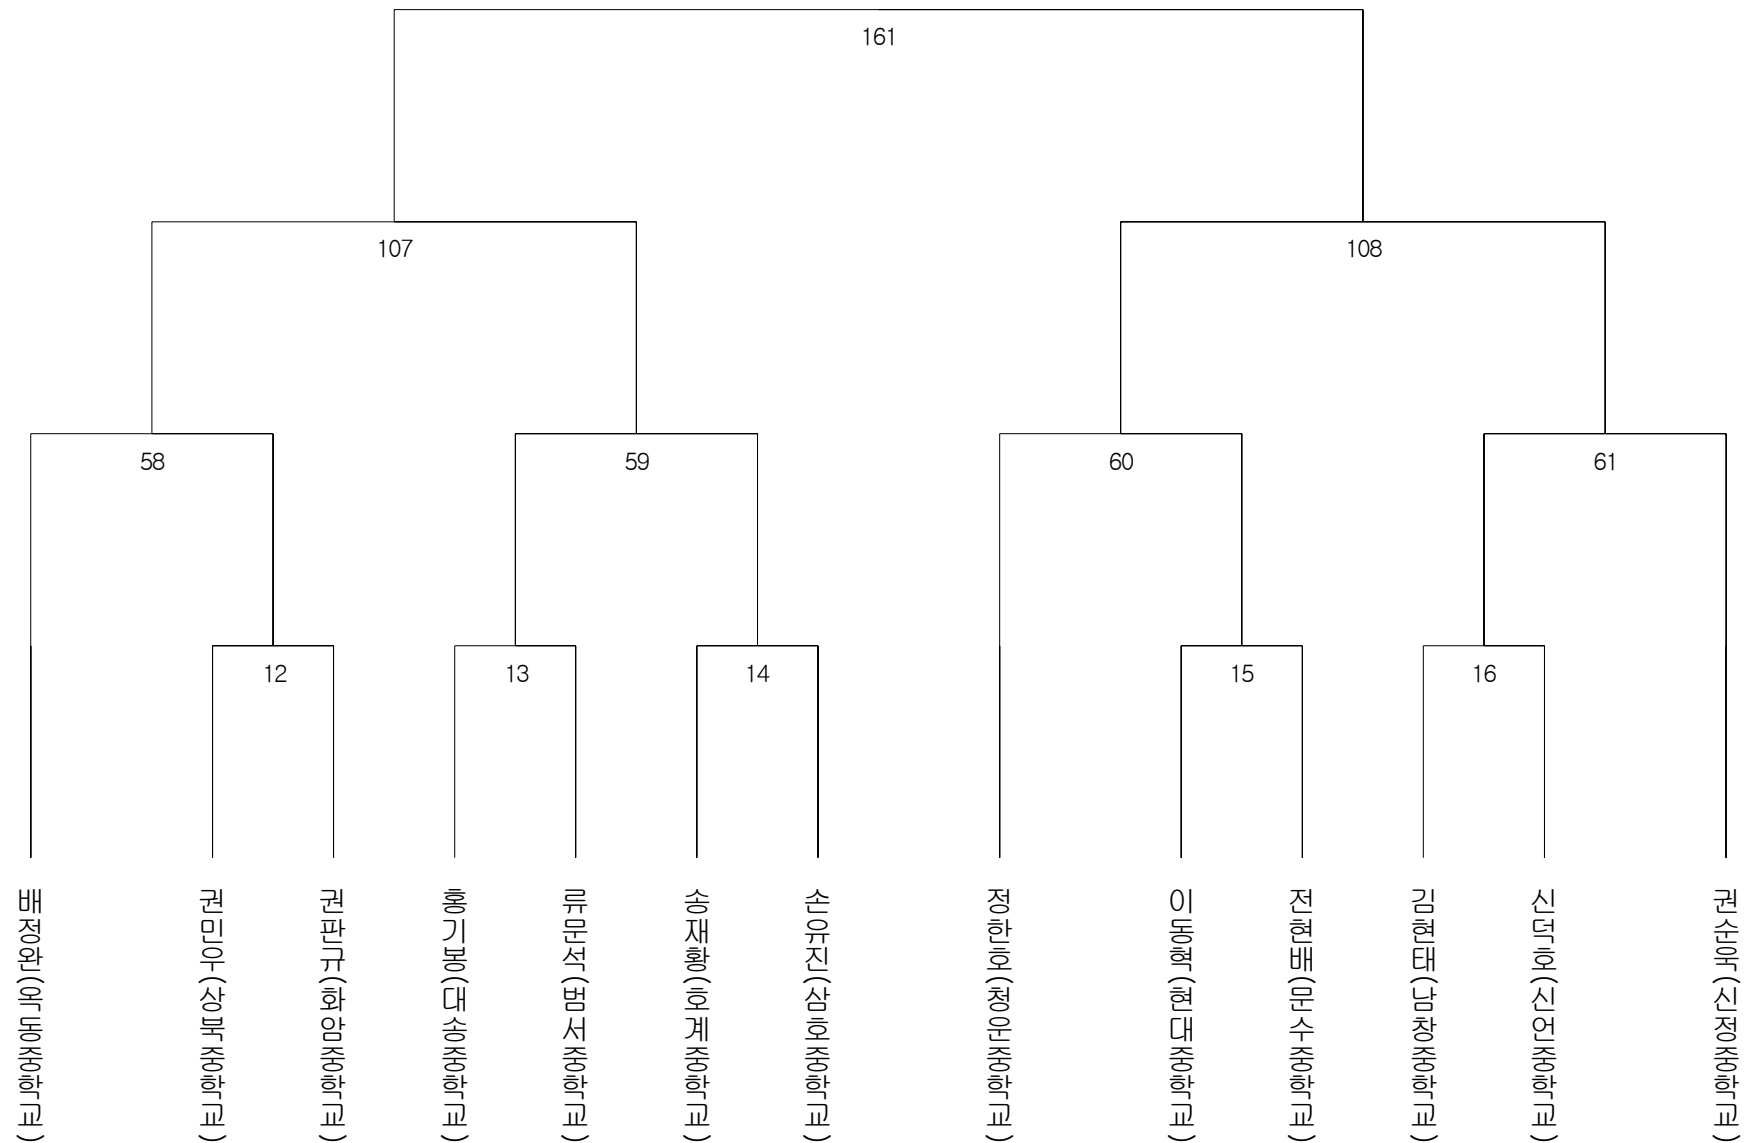 161
107
108
58
59
60
61
12
13
14
15
16
배정완(옥동중학교)
권민우(상북중학교)
권판규(화암중학교)
홍기봉(대송중학교)
류문석(범서중학교)
송재황(호계중학교)
손유진(삼호중학교)
정한호(청운중학교)
이동혁(현대중학교)
전현배(문수중학교)
김현태(남창중학교)
신덕호(신언중학교)
권순욱(신정중학교)